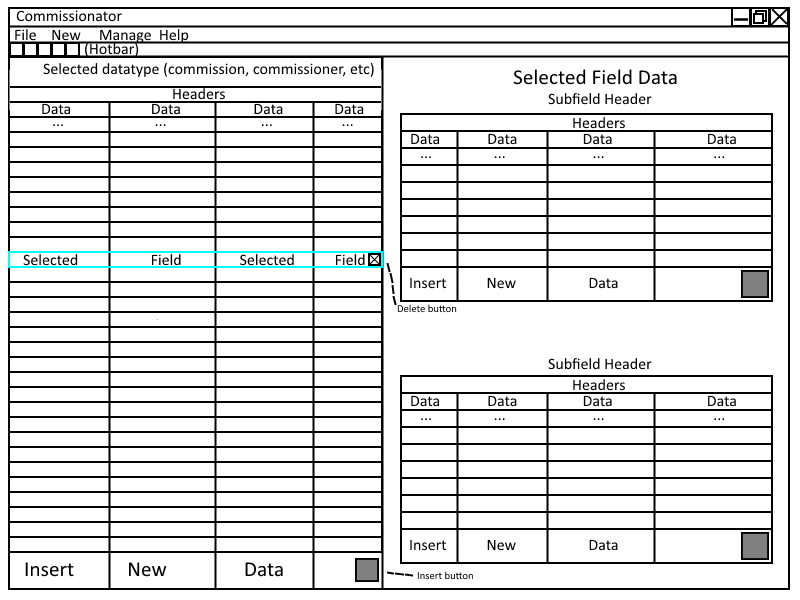 Commissionator
File New Manage Help
(Hotbar)
Selected datatype (commission, commissioner, etc)
Headers
Data Data Data Data
... ... ... ...
Selected Field Selected Field
Delete button
Insert New Data
Insert button
Selected Field Data
Subfield Header
Headers
Data Data Data Data
... ... ... ...
Insert New Data
Subfield Header
Headers
Data Data Data Data
... ... ... ...
Insert New Data